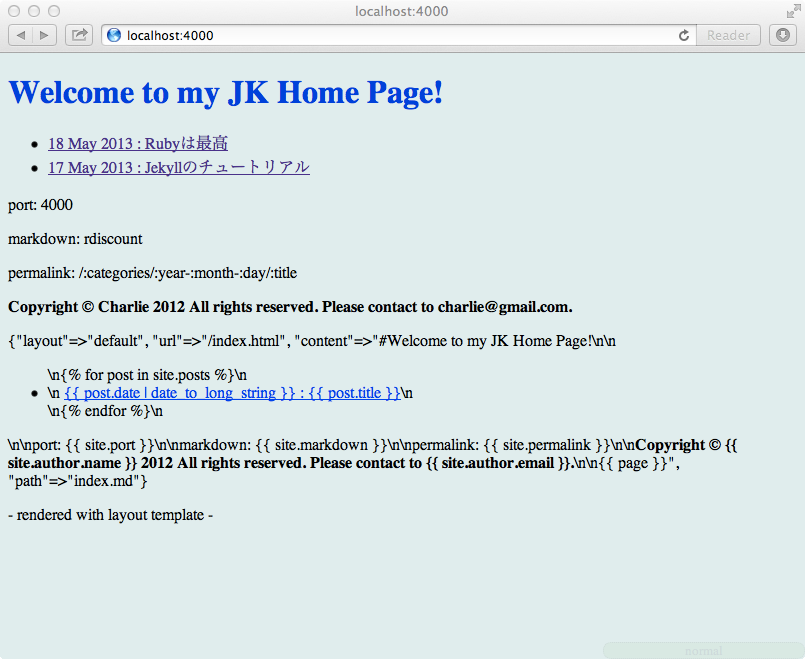 localhost:4000
localhost:4000
Reader
Welcome to my JK Home Page!
18 May 2013 : Rubyは最高
17 May 2013 : Jekyllのチュートリアル
port: 4000
markdown: rdiscount
permalink: /:categories/:year-:month-:day/:title
Copyright © Charlie 2012 All rights reserved. Please contact to charlie@gmail.com.
{"layout"=>"default", "url"=>"/index.html", "content"=>"#Welcome to my JK Home Page!\n\n
\n{% for post in site.posts %}\n
\n {{ post.date | date_to_long_string }} : {{ post.title }}\n
\n{% endfor %}\n
\n\nport: {{ site.port }}\n\nmarkdown: {{ site.markdown }}\n\npermalink: {{ site.permalink }}\n\nCopyright © {{
site.author.name }} 2012 All rights reserved. Please contact to {{ site.author.email }}.\n\n{{ page }}",
"path"=>"index.md"}
- rendered with layout template -
normal